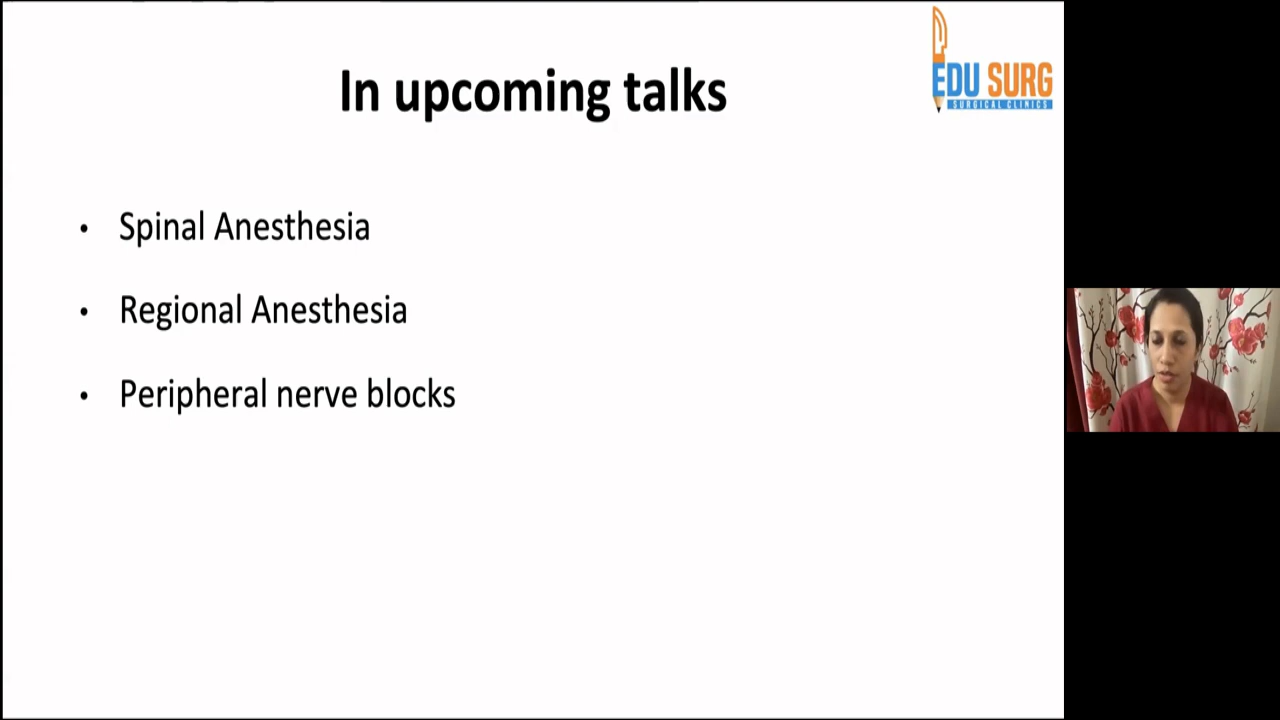 In upcoming talks
EDU SURG
SURGICAL CLINICS
• Spinal Anesthesia
• Regional Anesthesia
• Peripheral nerve blocks